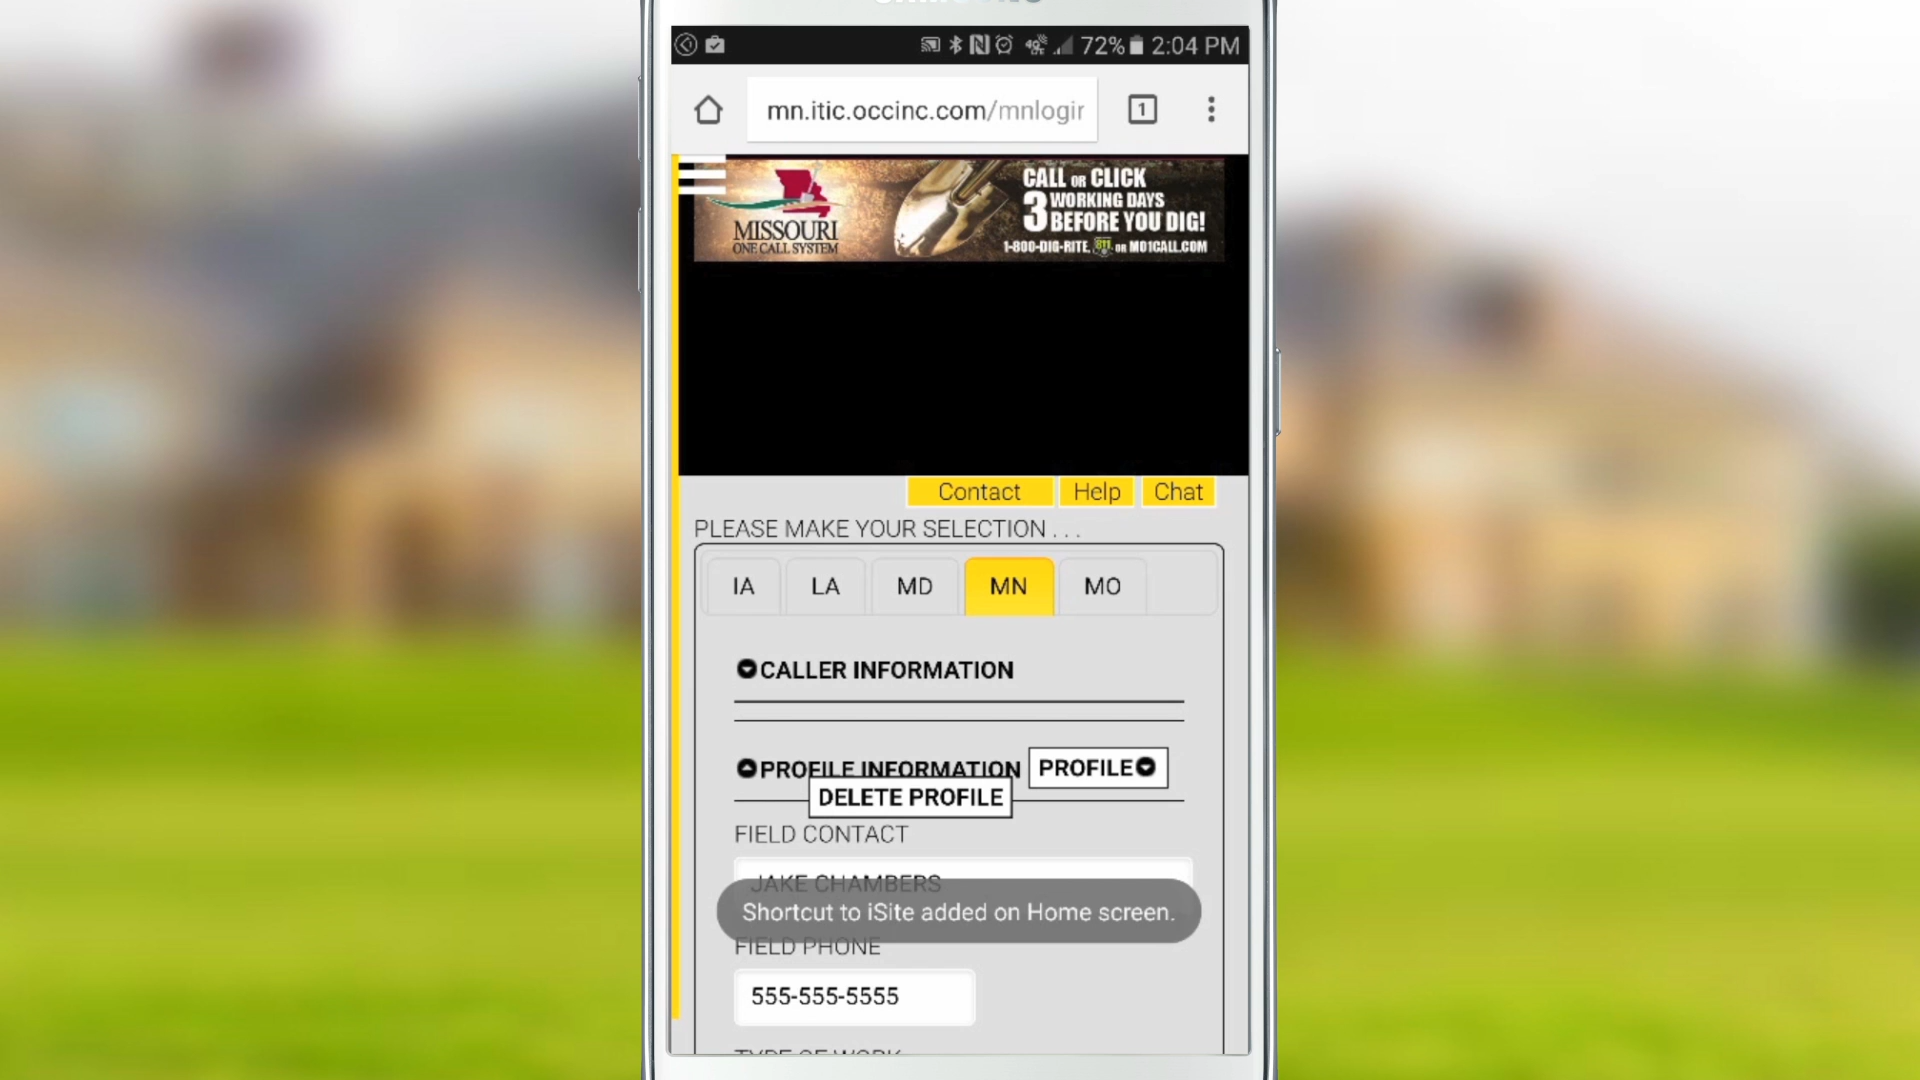 72% 2:04 PM
mn.itic.occinc.com/mnlogir
1
MISSOURI
ONE CALL SYSTEM
CALL OR CLICK
3 WORKING DAYS
BEFORE YOU DIG!
1-800-DIG-RITE, 811, OR MO1CALL.COM
Contact Help Chat
PLEASE MAKE YOUR SELECTION . . .
IA LA MD MN MO
CALLER INFORMATION
PROFILE INFORMATION PROFILE
DELETE PROFILE
FIELD CONTACT
JAKE CHAMBERS
Shortcut to iSite added on Home screen.
FIELD PHONE
555-555-5555
TYPE OF WORK